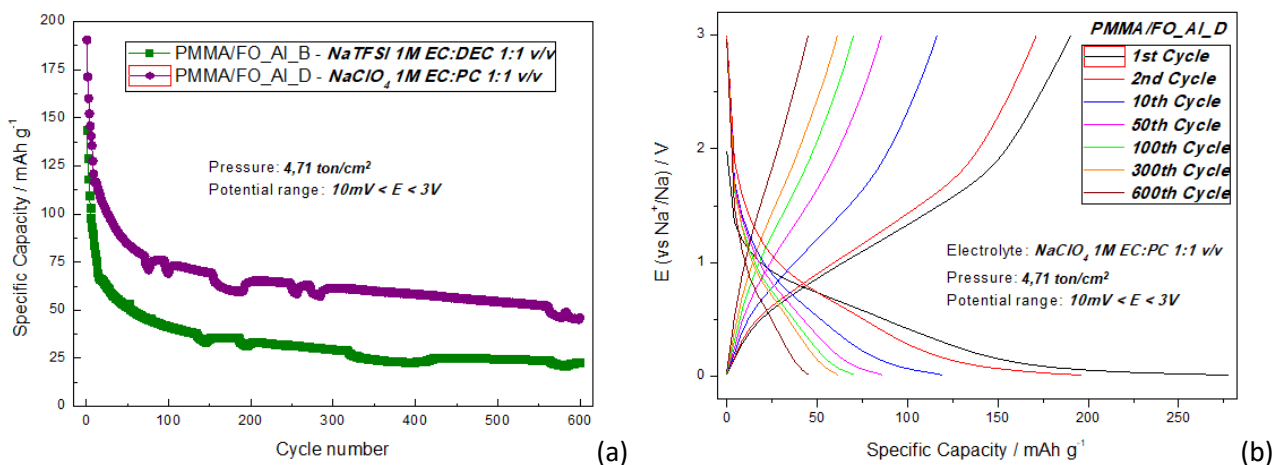 200
175
150
125
100
75
50
25
0
Specific Capacity / mAh g⁻¹
PMMA/FO_Al_B - NaTFSI 1M EC:DEC 1:1 v/v
PMMA/FO_Al_D - NaClO₄ 1M EC:PC 1:1 v/v
Pressure: 4,71 ton/cm²
Potential range: 10mV < E < 3V
0 100 200 300 400 500 600
Cycle number
(a)
3
2
1
0
E (vs Na⁺/Na) / V
PMMA/FO_Al_D
1st Cycle
2nd Cycle
10th Cycle
50th Cycle
100th Cycle
300th Cycle
600th Cycle
Electrolyte: NaClO₄ 1M EC:PC 1:1 v/v
Pressure: 4,71 ton/cm²
Potential range: 10mV < E < 3V
0 50 100 150 200 250
Specific Capacity / mAh g⁻¹
(b)